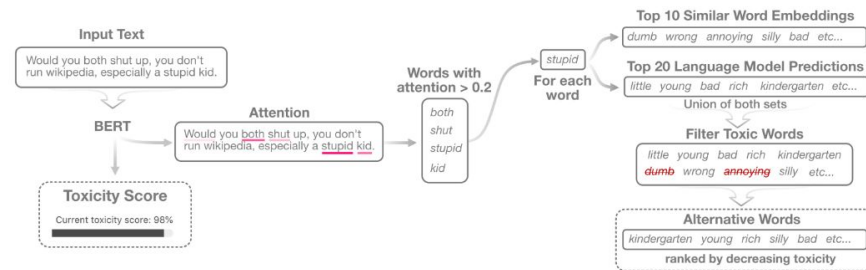 Input Text
Would you both shut up, you don't
run wikipedia, especially a stupid kid.
BERT
Toxicity Score
Current toxicity score: 98%
Attention
Would you both shut up, you don't
run wikipedia, especially a stupid kid.
Words with
attention > 0.2
both
shut
stupid
kid
stupid
For each
word
Top 10 Similar Word Embeddings
dumb wrong annoying silly bad etc...
Top 20 Language Model Predictions
little young bad rich kindergarten etc...
Union of both sets
Filter Toxic Words
little young bad rich kindergarten
dumb wrong annoying silly etc...
Alternative Words
kindergarten young rich silly bad etc...
ranked by decreasing toxicity